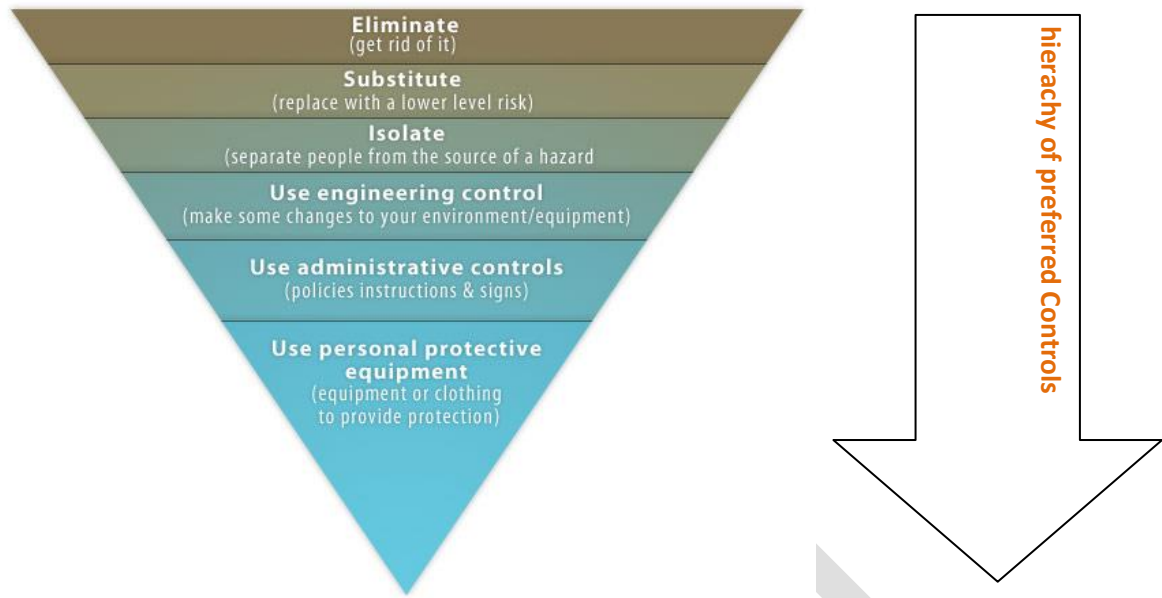 Eliminate
(get rid of it)
Substitute
(replace with a lower level risk)
Isolate
(separate people from the source of a hazard
Use engineering control
(make some changes to your environment/equipment)
Use administrative controls
(policies instructions & signs)
Use personal protective
equipment
(equipment or clothing
to provide protection)
hierachy of preferred Controls